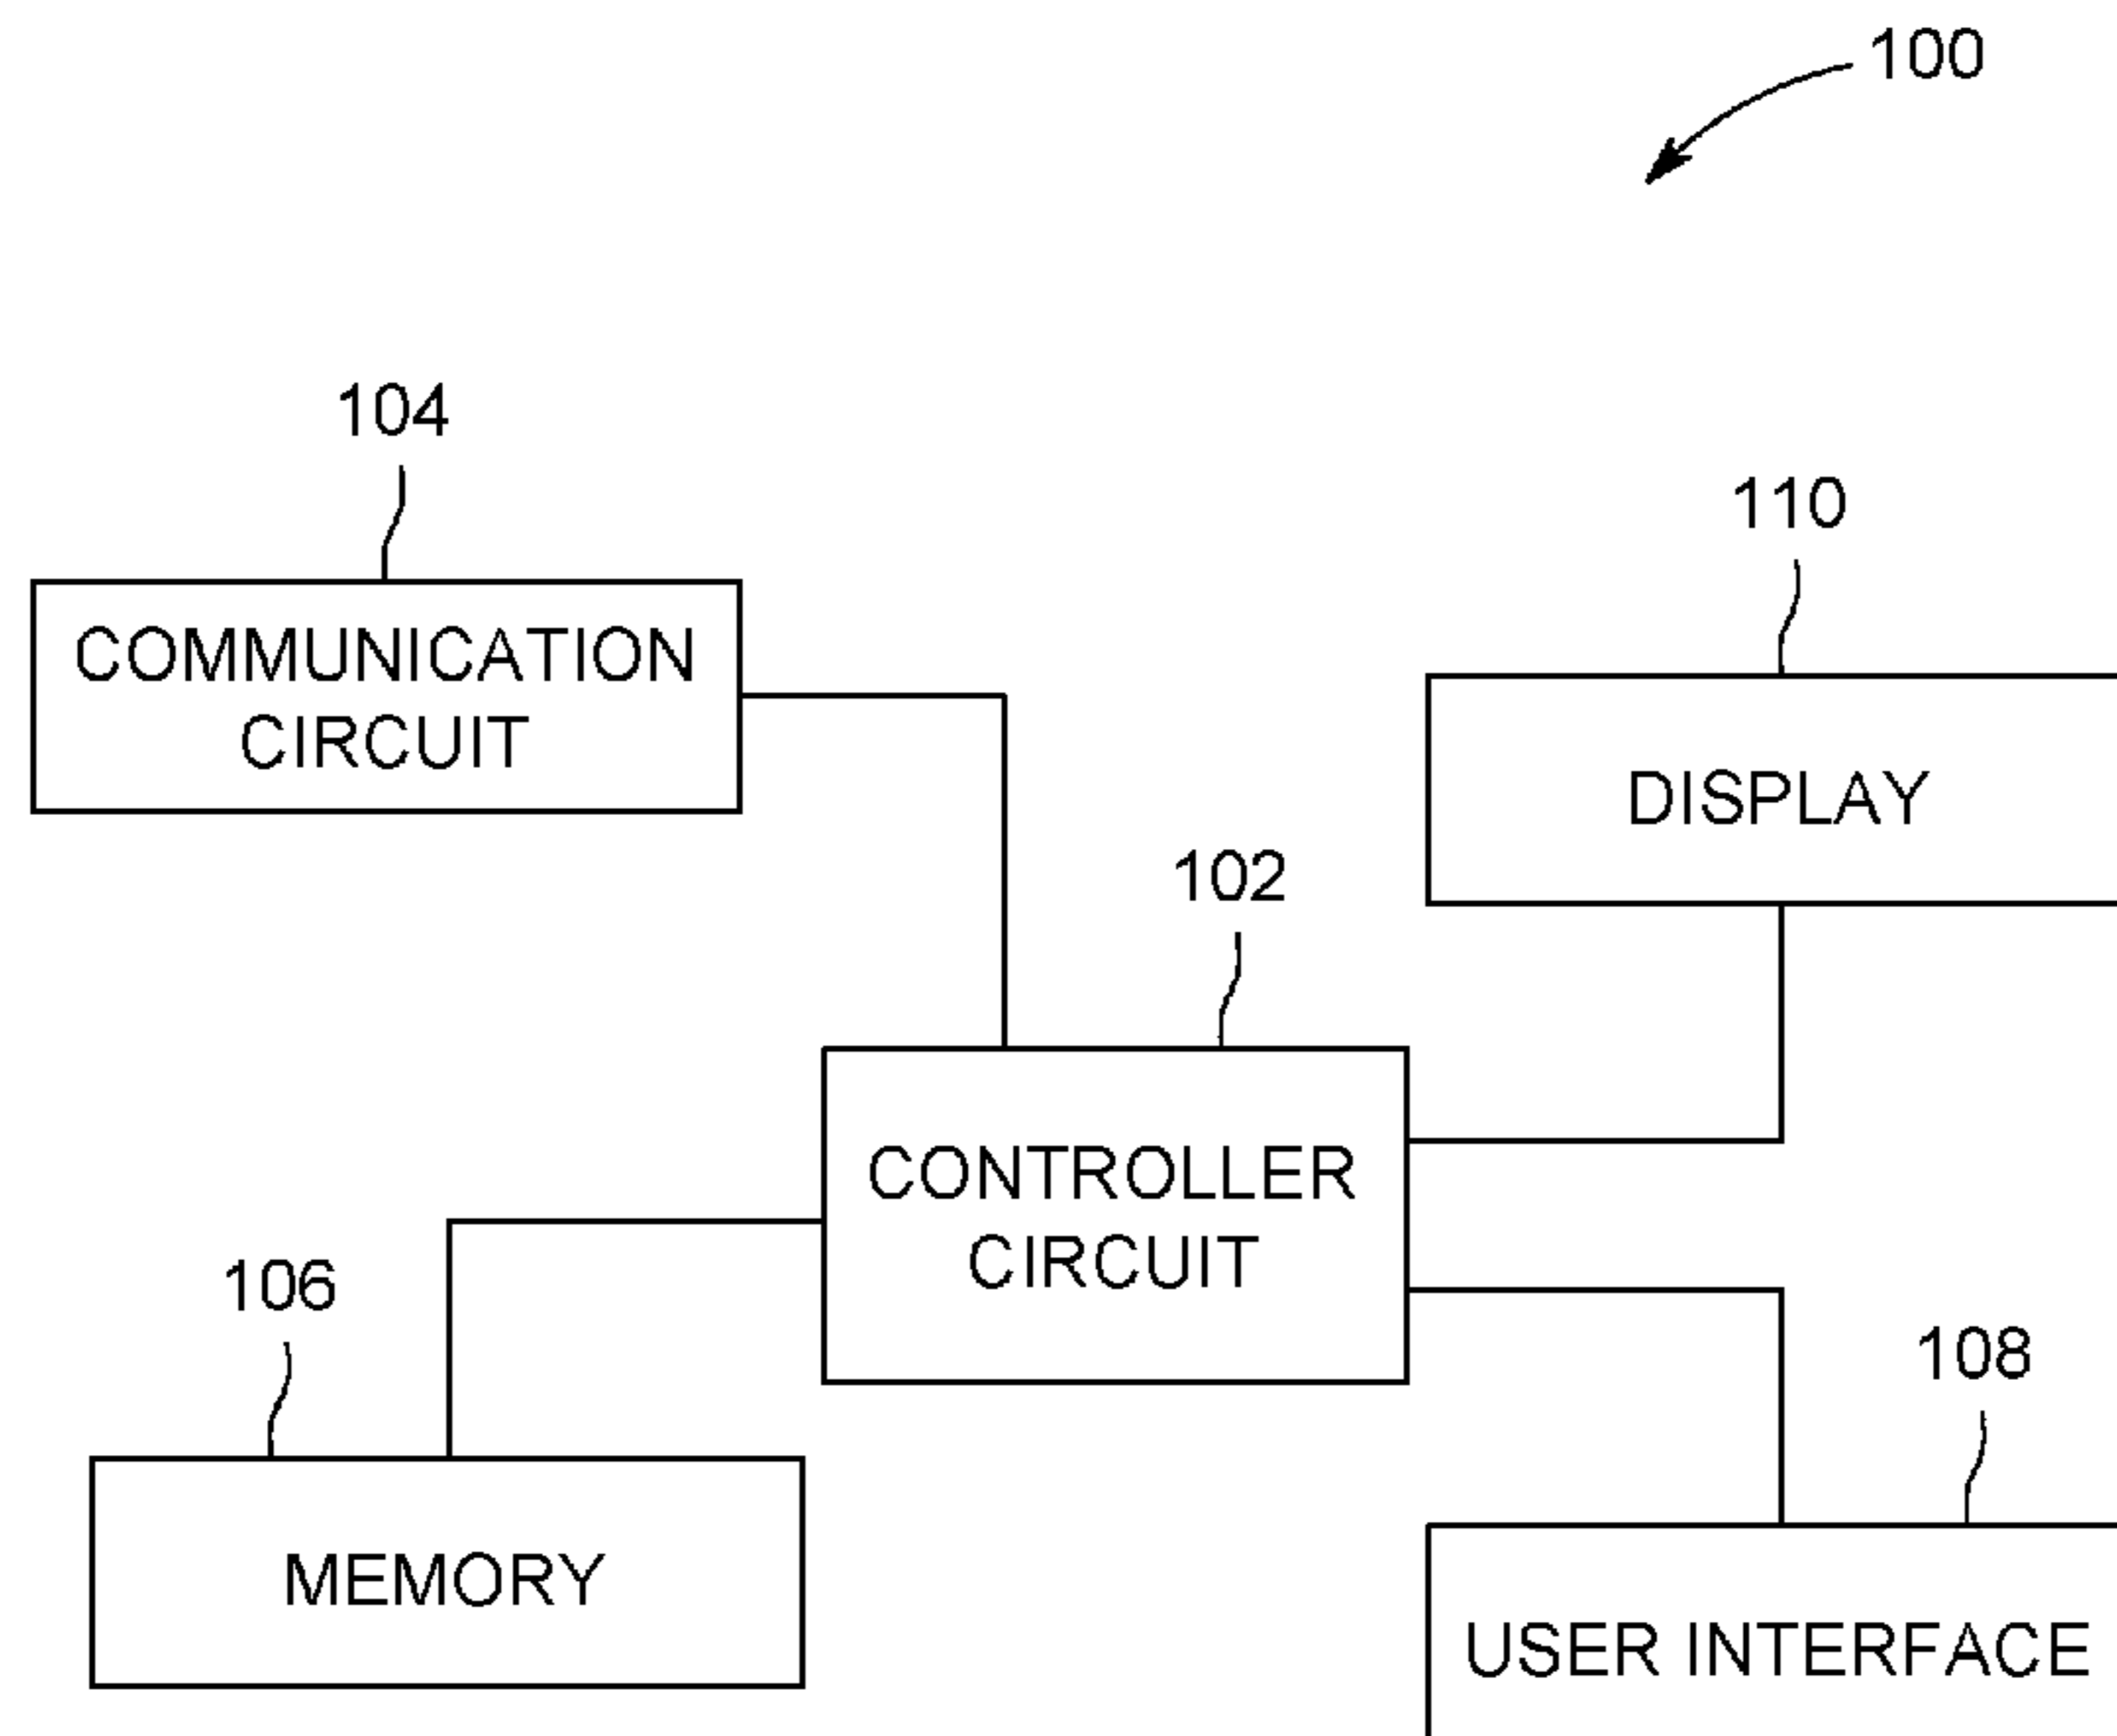 100
104
COMMUNICATION
CIRCUIT
110
DISPLAY
102
CONTROLLER
CIRCUIT
106
MEMORY
108
USER INTERFACE